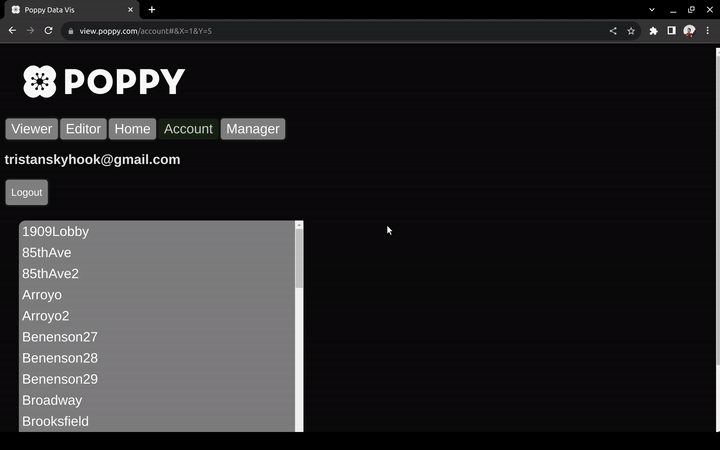 Poppy Data Vis
view.poppy.com/account#&X=1&Y=5
POPPY
Viewer Editor Home Account Manager
tristanskyhook@gmail.com
Logout
1909Lobby
85thAve
85thAve2
Arroyo
Arroyo2
Benenson27
Benenson28
Benenson29
Broadway
Brooksfield